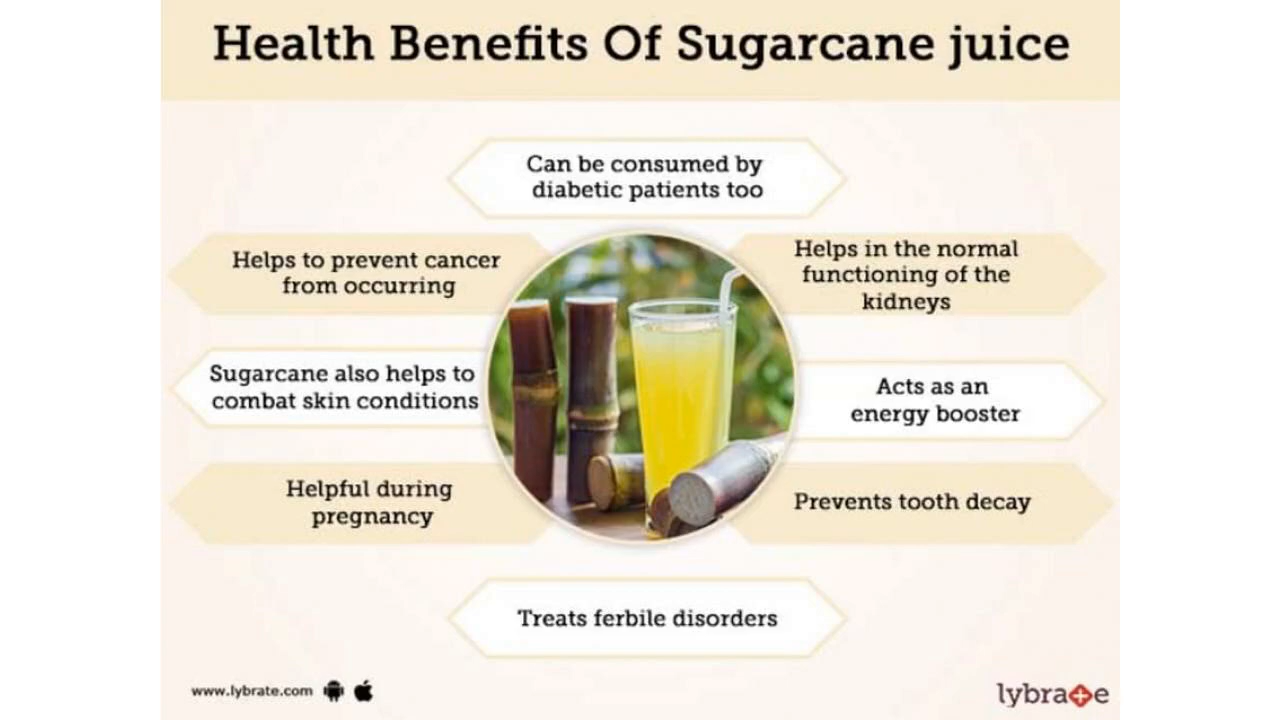 Health Benefits Of Sugarcane juice
Can be consumed by
diabetic patients too
Helps to prevent cancer
from occurring
Helps in the normal
functioning of the
kidneys
Sugarcane also helps to
combat skin conditions
Acts as an
energy booster
Helpful during
pregnancy
Prevents tooth decay
Treats ferbile disorders
www.lybrate.com
lybrate